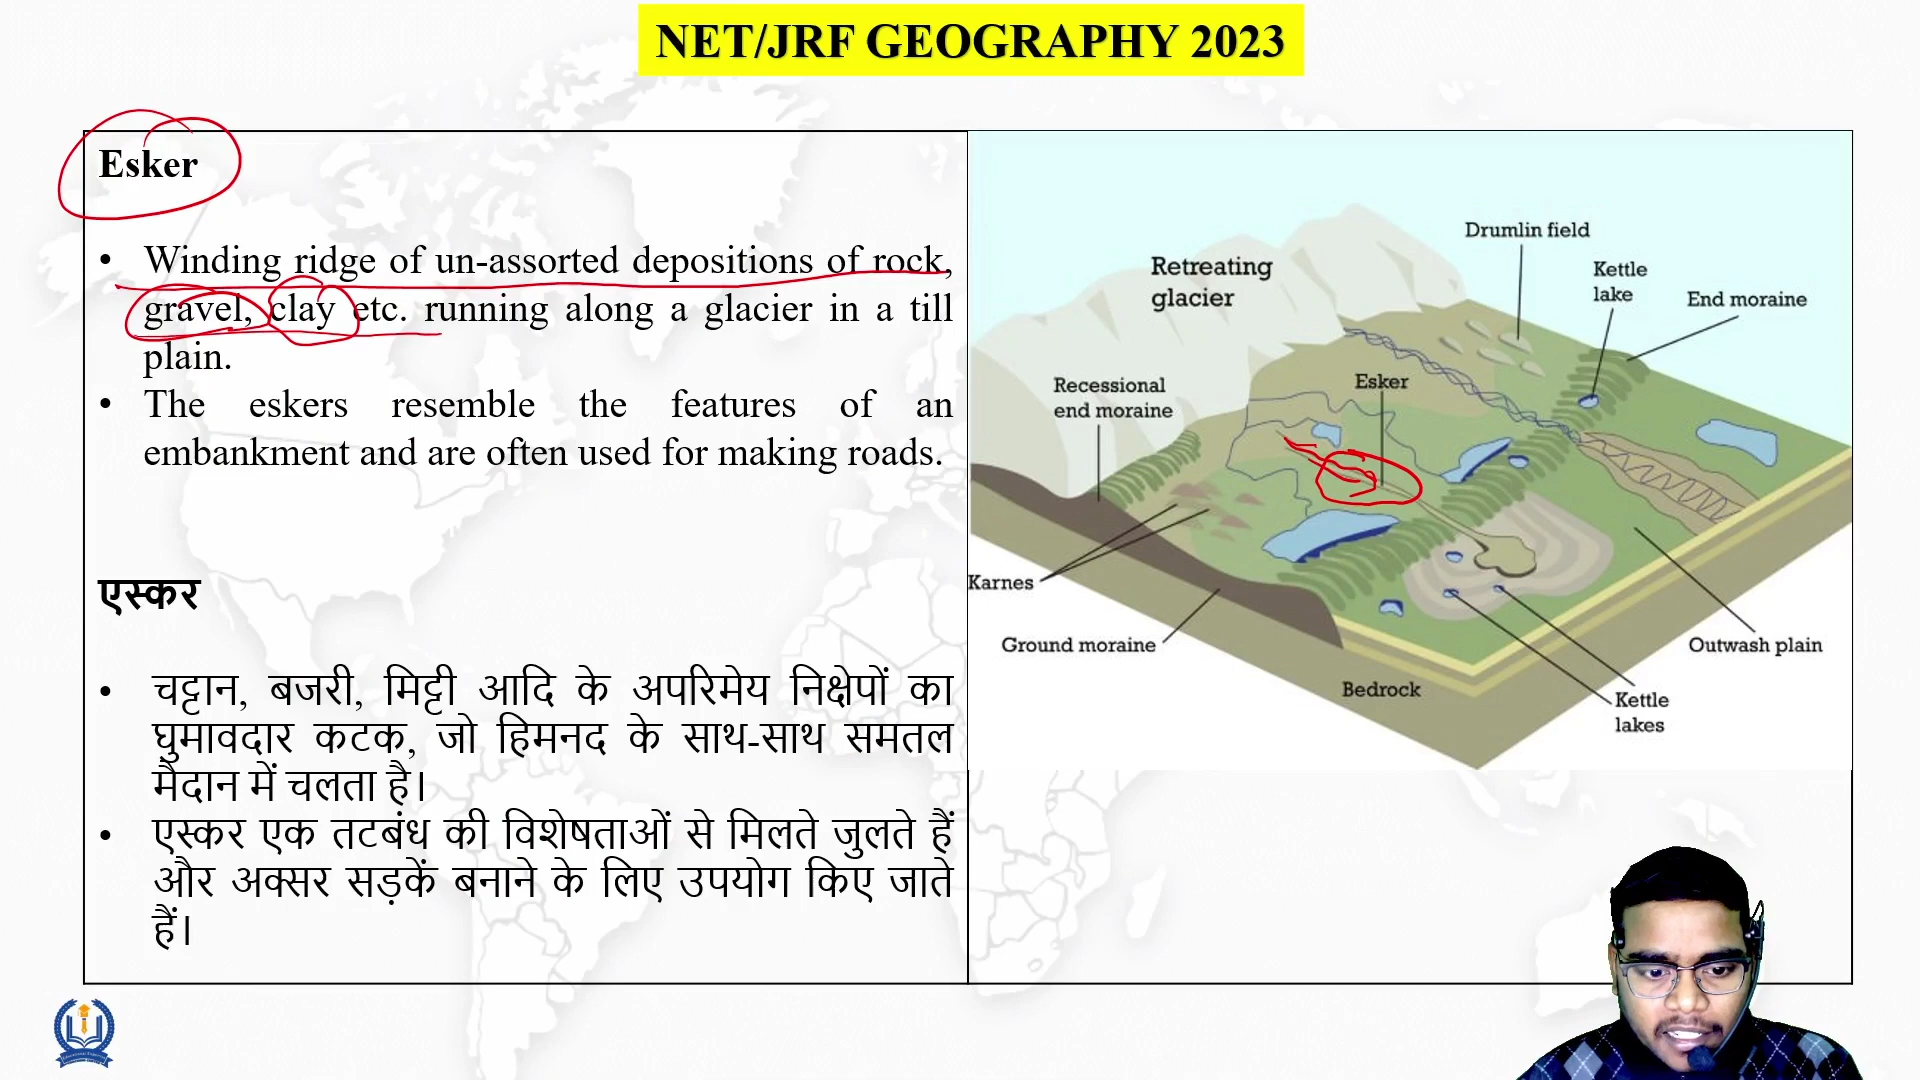 NET/JRF GEOGRAPHY 2023
Esker
• Winding ridge of un-assorted depositions of rock,
gravel, clay etc. running along a glacier in a till
plain.
• The eskers resemble the features of an
embankment and are often used for making roads.
एस्कर
• चट्टान, बजरी, मिट्टी आदि के अपरिमेय निक्षेपों का
घुमावदार कटक, जो हिमनद के साथ-साथ समतल
मैदान में चलता है।
• एस्कर एक तटबंध की विशेषताओं से मिलते जुलते हैं
और अक्सर सड़कें बनाने के लिए उपयोग किए जाते
हैं।
Drumlin field
Retreating
glacier
Kettle
lake
End moraine
Recessional
end moraine
Esker
Karnes
Ground moraine
Outwash plain
Bedrock
Kettle
lakes